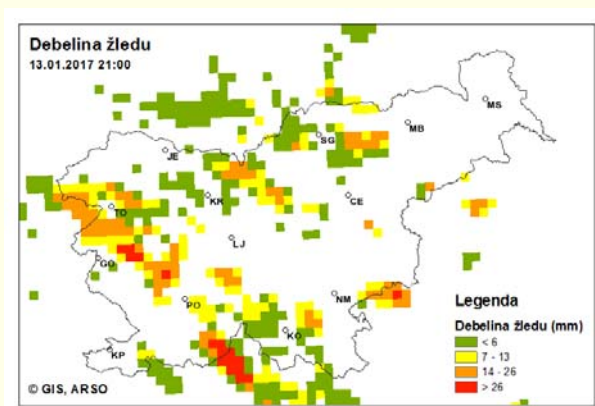 Debelina žledu
13.01.2017 21:00
MS
MB
SG
JE
KR
CE
TO
LJ
GO
NM
PO
KO
KP
Legenda
Debelina žledu (mm)
< 6
7 - 13
14 - 26
> 26
© GIS, ARSO